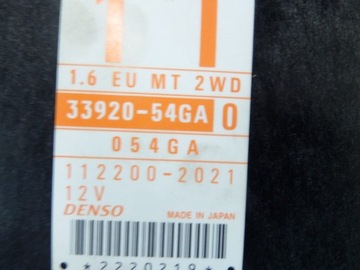 1.6 EU MT 2WD
33920-54GA 0
054GA
112200-2021
12V
DENSO MADE IN JAPAN
*2220219*